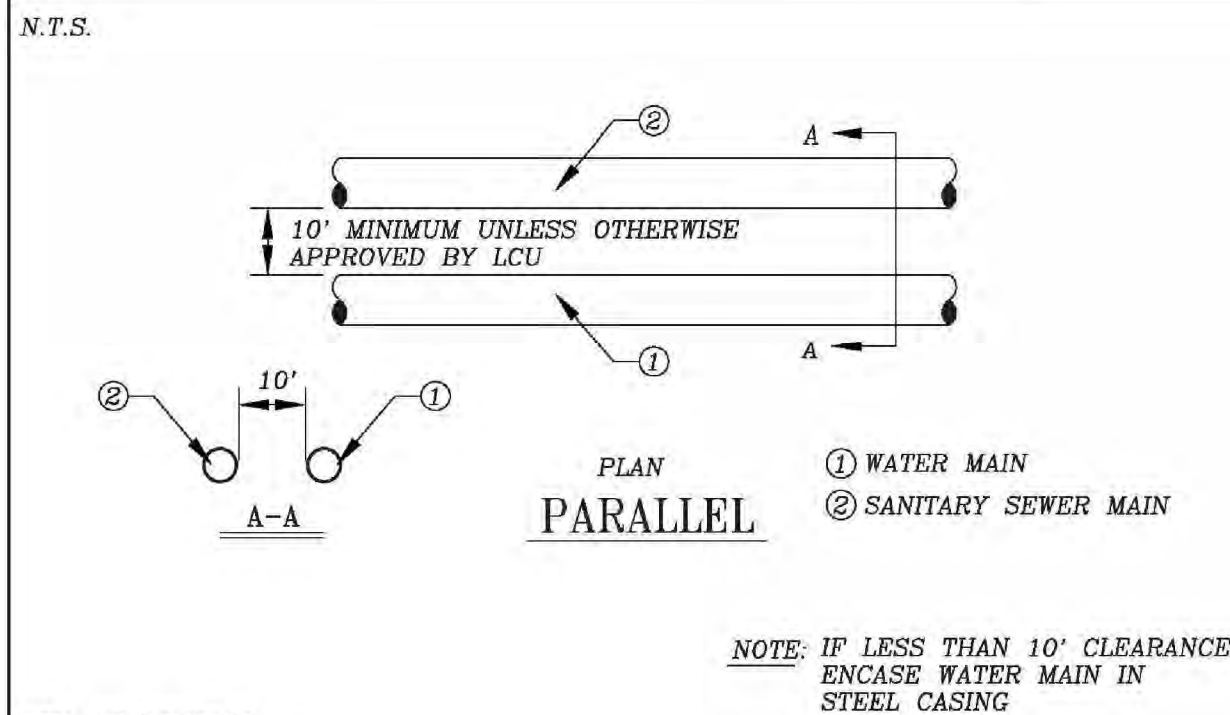 N.T.S.
②
A
10' MINIMUM UNLESS OTHERWISE
APPROVED BY LCU
A
①
② 10' ①
A-A
PLAN
PARALLEL
① WATER MAIN
② SANITARY SEWER MAIN
NOTE: IF LESS THAN 10' CLEARANCE
ENCASE WATER MAIN IN
STEEL CASING